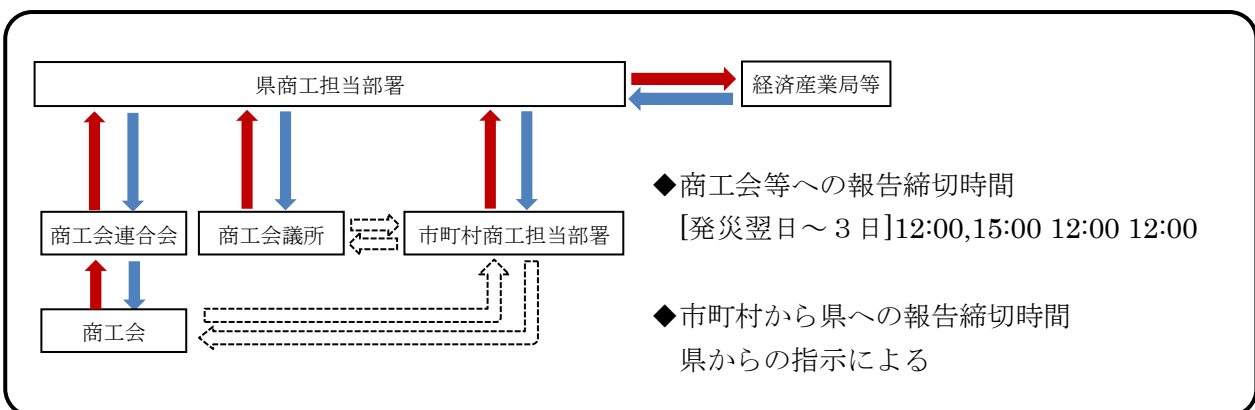 県商工担当部署
経済産業局等
商工会連合会
商工会議所
市町村商工担当部署
商工会
◆商工会等への報告締切時間
[発災翌日～３日]12:00,15:00 12:00 12:00
◆市町村から県への報告締切時間
県からの指示による